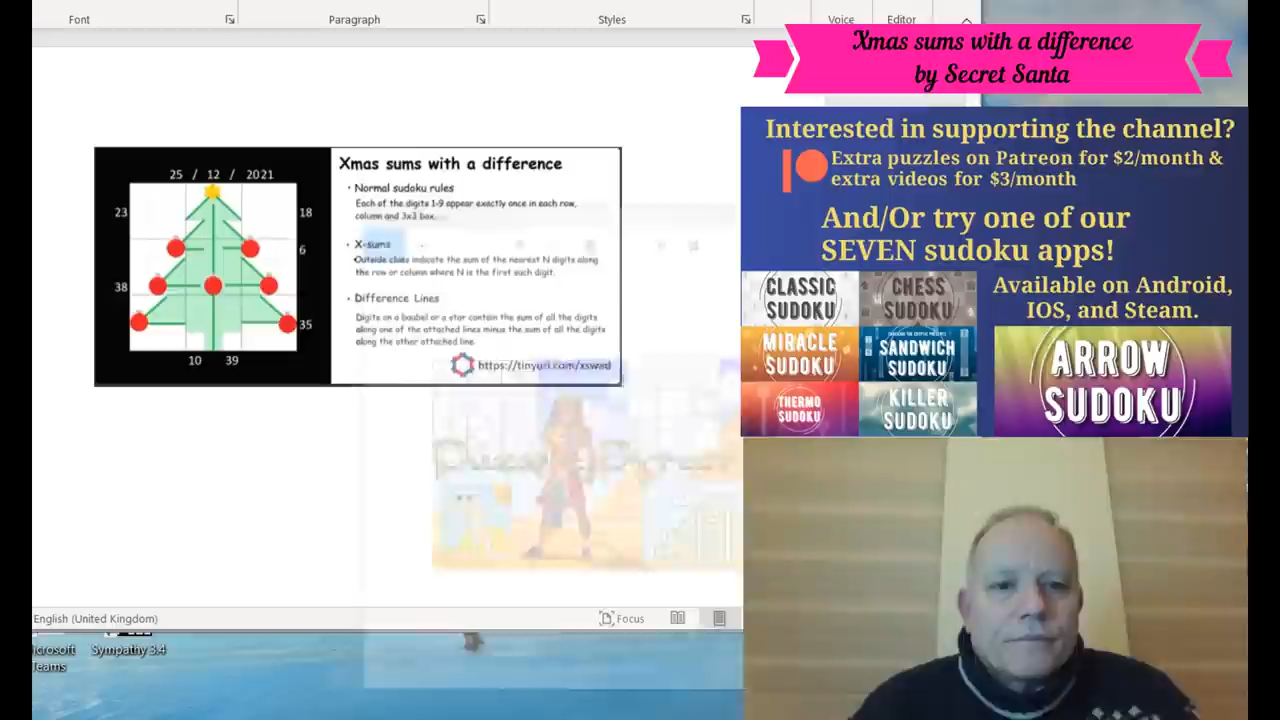 Font
Paragraph
Styles
Voice
Editor
Xmas sums with a difference
by Secret Santa
25 / 12 / 2021
23
18
6
38
35
10 39
Xmas sums with a difference
• Normal sudoku rules
Each of the digits 1-9 appear exactly once in each row,
column and 3x3 box.
• X-sums
Outside clues indicate the sum of the nearest N digits along
the row or column where N is the first such digit.
• Difference Lines
Digits on a baubel or a star contain the sum of all the digits
along one of the attached lines minus the sum of all the digits
along the other attached line.
https://tinyurl.com/xswad
Interested in supporting the channel?
Extra puzzles on Patreon for $2/month &
extra videos for $3/month
And/Or try one of our
SEVEN sudoku apps!
CLASSIC
SUDOKU
CHESS
SUDOKU
MIRACLE
SUDOKU
SANDWICH
SUDOKU
THERMO
SUDOKU
KILLER
SUDOKU
Available on Android,
IOS, and Steam.
ARROW
SUDOKU
English (United Kingdom)
Focus
icrosoft
Teams
Sympathy 3.4